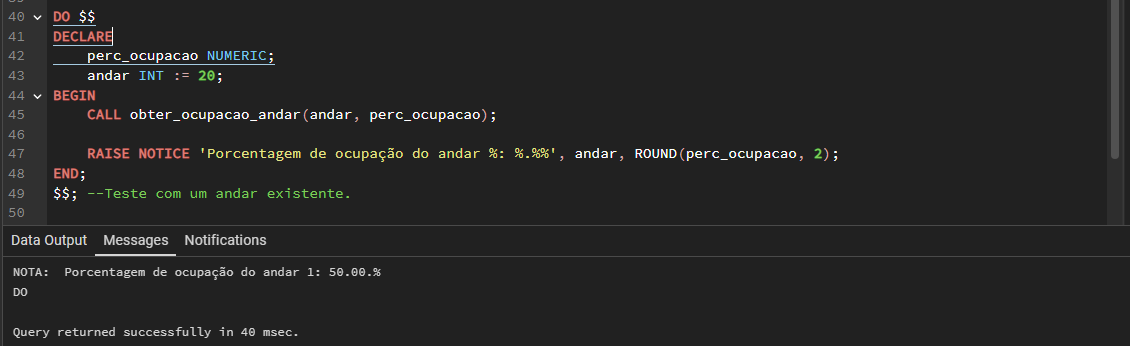 40 DO $$
41 DECLARE
42     perc_ocupacao NUMERIC;
43     andar INT := 20;
44 BEGIN
45     CALL obter_ocupacao_andar(andar, perc_ocupacao);
46
47     RAISE NOTICE 'Porcentagem de ocupação do andar %: %.%%', andar, ROUND(perc_ocupacao, 2);
48 END;
49 $$; --Teste com um andar existente.
50
Data Output Messages Notifications
NOTA:  Porcentagem de ocupação do andar 1: 50.00.%
DO
Query returned successfully in 40 msec.